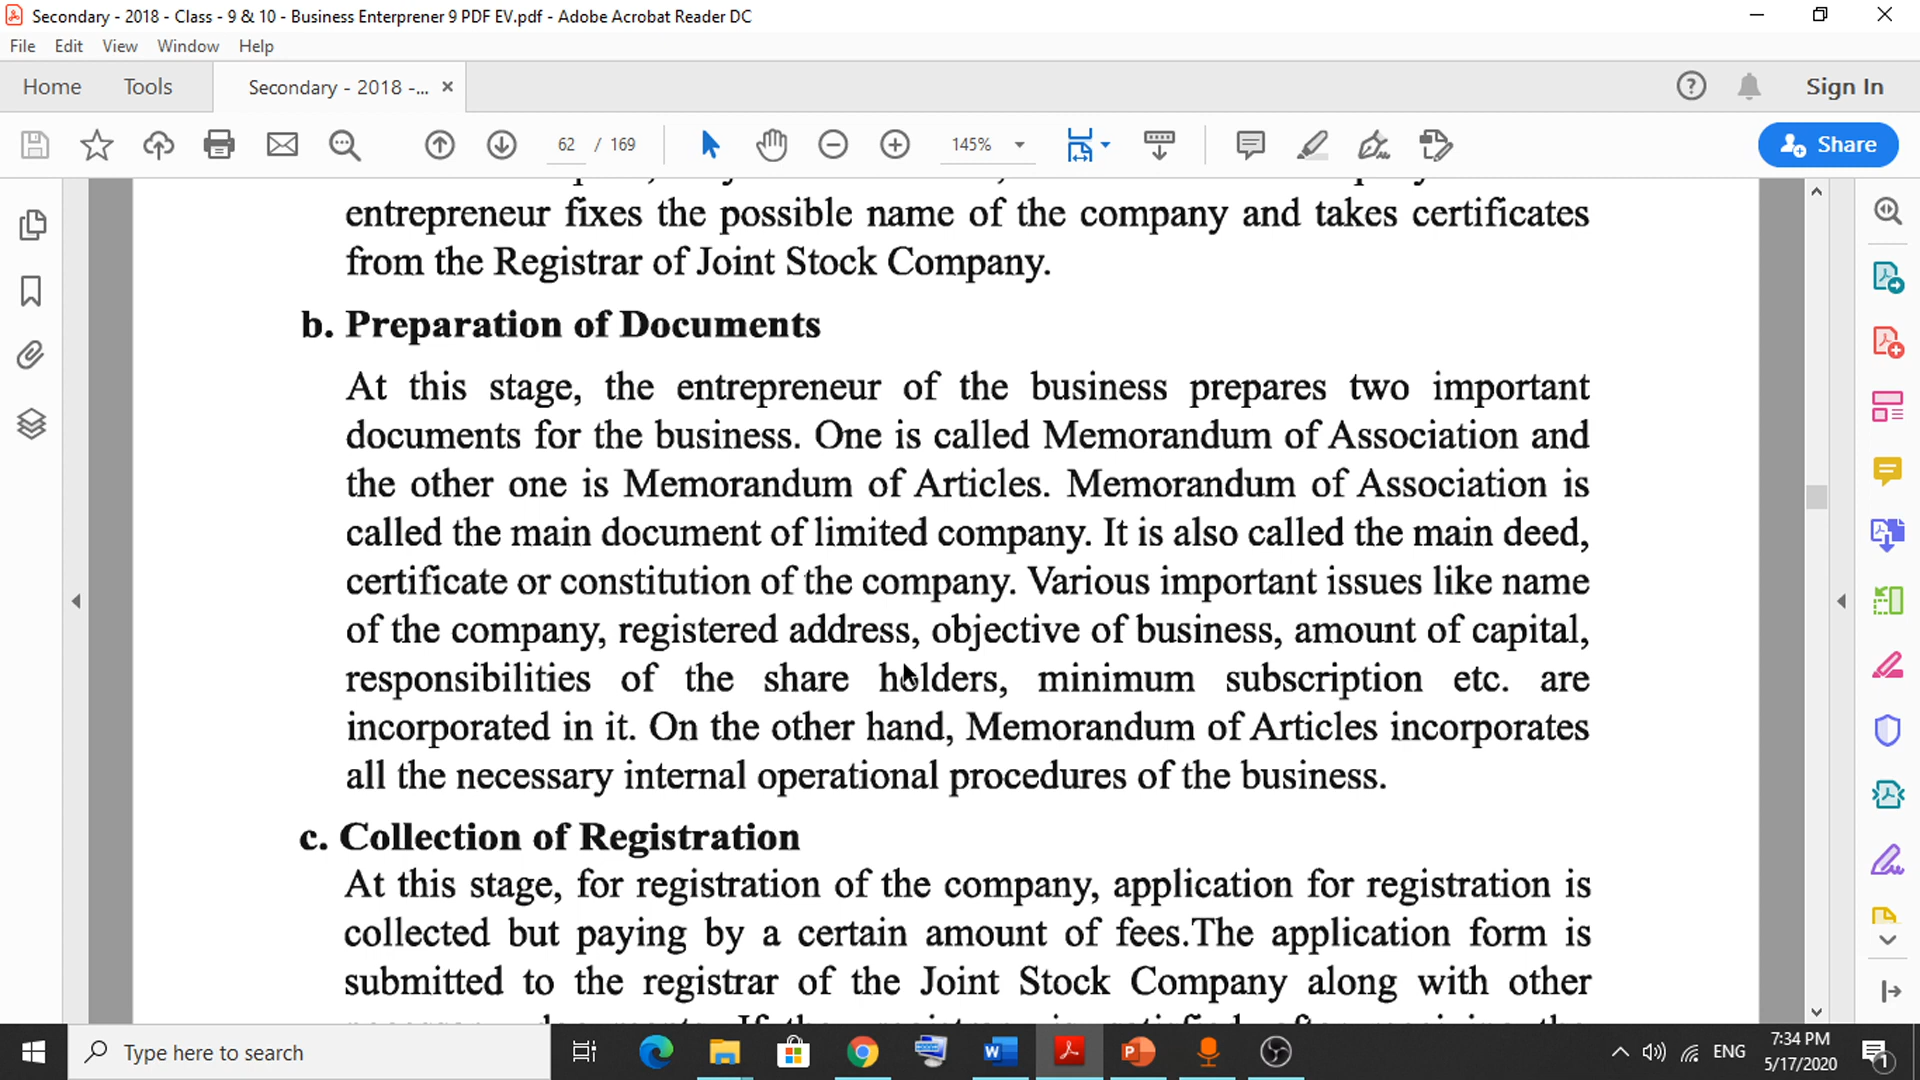 Secondary - 2018 - Class - 9 & 10 - Business Enterprener 9 PDF EV.pdf - Adobe Acrobat Reader DC
File Edit View Window Help
Home Tools Secondary - 2018 -... × Sign In
62 / 169 145% Share
entrepreneur fixes the possible name of the company and takes certificates
from the Registrar of Joint Stock Company.
b. Preparation of Documents
At this stage, the entrepreneur of the business prepares two important
documents for the business. One is called Memorandum of Association and
the other one is Memorandum of Articles. Memorandum of Association is
called the main document of limited company. It is also called the main deed,
certificate or constitution of the company. Various important issues like name
of the company, registered address, objective of business, amount of capital,
responsibilities of the share holders, minimum subscription etc. are
incorporated in it. On the other hand, Memorandum of Articles incorporates
all the necessary internal operational procedures of the business.
c. Collection of Registration
At this stage, for registration of the company, application for registration is
collected but paying by a certain amount of fees.The application form is
submitted to the registrar of the Joint Stock Company along with other
Type here to search ENG 7:34 PM
5/17/2020 1